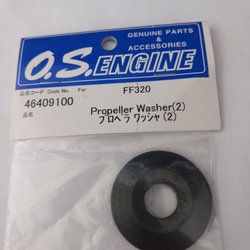 GENUINE PARTS
&
ACCESSORIES
O.S.ENGINE
品名コード Code No. For
46409100 FF320
品名 Propeller Washer(2)
プロペラ ワッシャ(2)